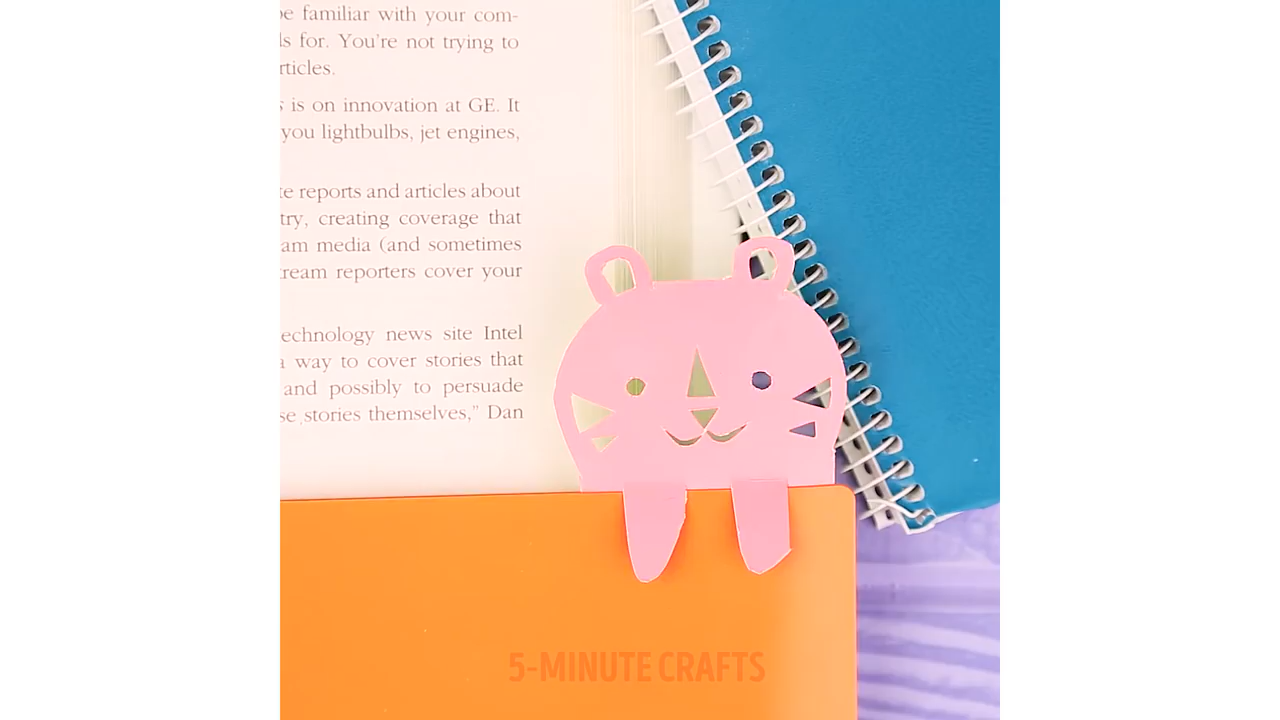 be familiar with your com-
ls for. You're not trying to
rticles.
s is on innovation at GE. It
you lightbulbs, jet engines,
te reports and articles about
try, creating coverage that
am media (and sometimes
tream reporters cover your
echnology news site Intel
a way to cover stories that
and possibly to persuade
se stories themselves," Dan
5-MINUTE CRAFTS